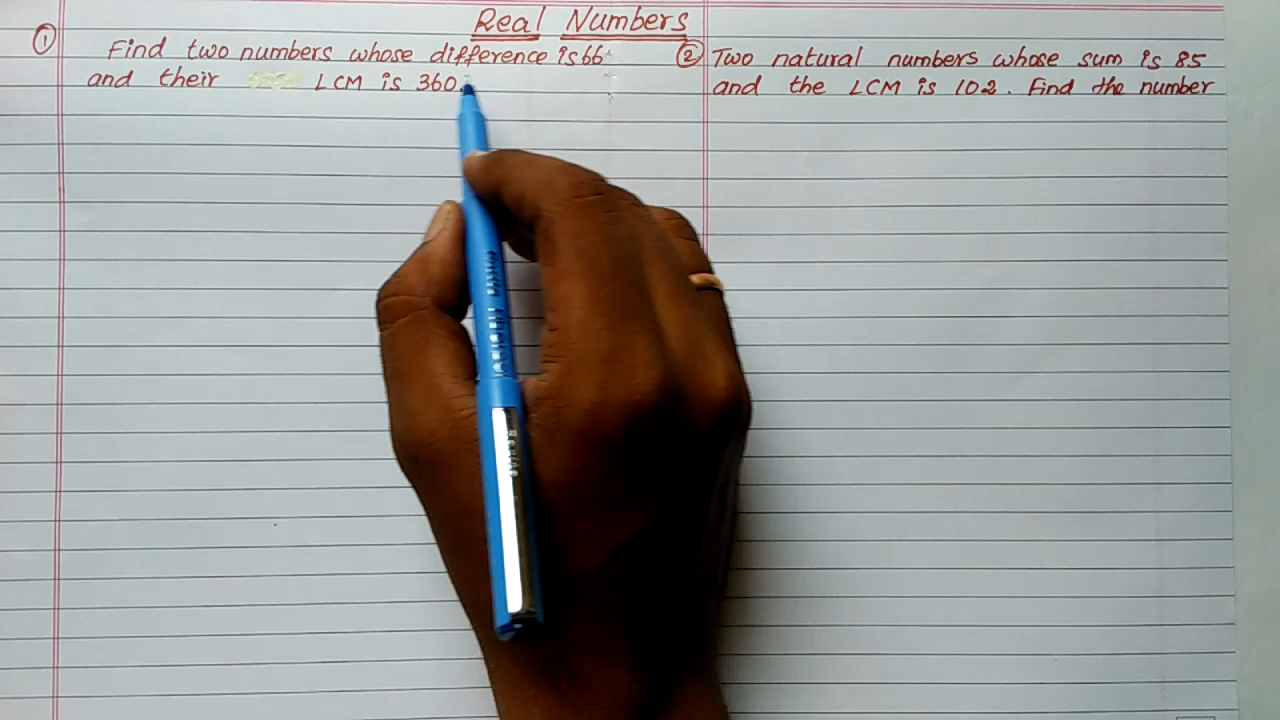 Real Numbers
① Find two numbers whose difference is 66
and their LCM is 360.
② Two natural numbers whose sum is 85
and the LCM is 102. Find the number